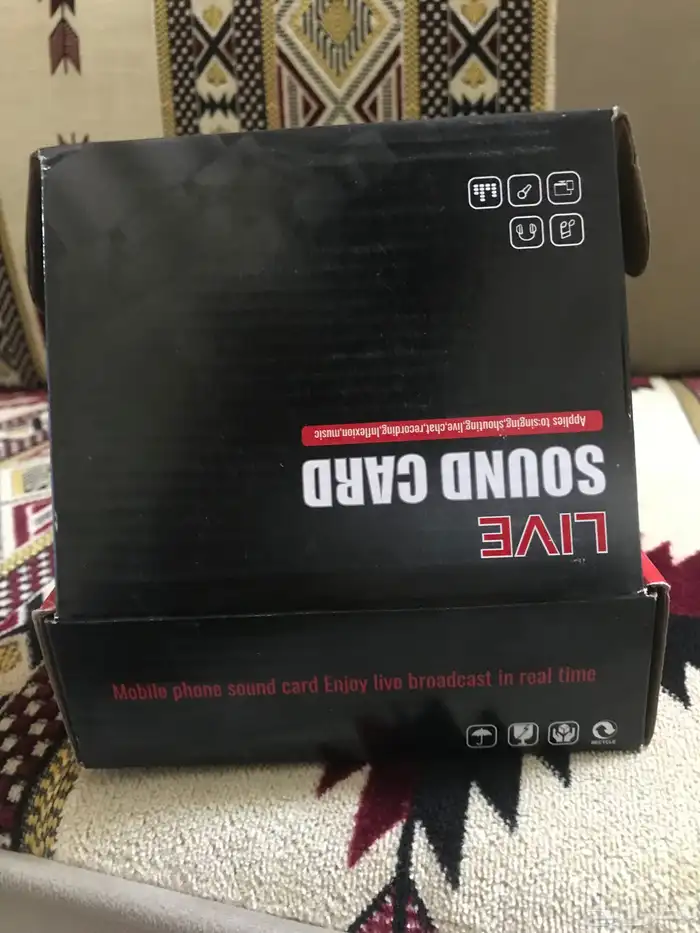 LIVE
SOUND CARD
Applies to:singing,shouting,live,chat,recording,Inflexion,music
Mobile phone sound card Enjoy live broadcast in real time
RECYCLE